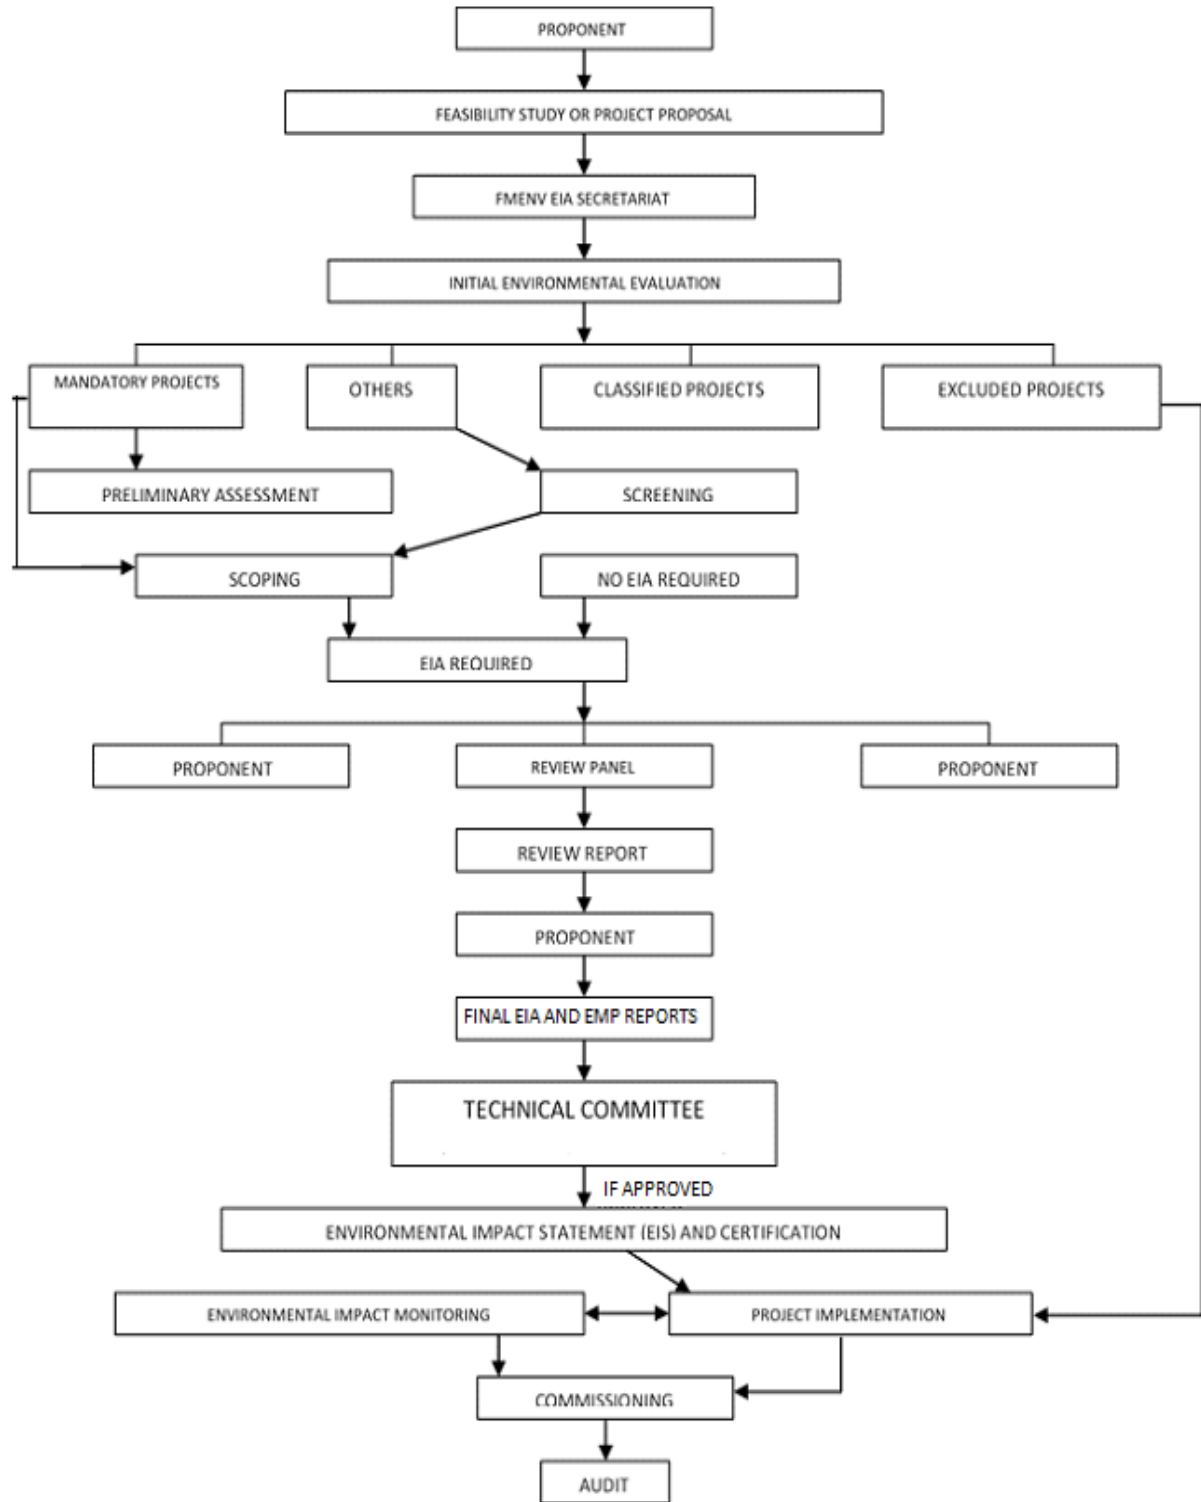 PROPONENT
FEASIBILITY STUDY OR PROJECT PROPOSAL
FMENV EIA SECRETARIAT
INITIAL ENVIRONMENTAL EVALUATION
MANDATORY PROJECTS
OTHERS
CLASSIFIED PROJECTS
EXCLUDED PROJECTS
PRELIMINARY ASSESSMENT
SCREENING
SCOPING
NO EIA REQUIRED
EIA REQUIRED
PROPONENT
REVIEW PANEL
PROPONENT
REVIEW REPORT
PROPONENT
FINAL EIA AND EMP REPORTS
TECHNICAL COMMITTEE
IF APPROVED
ENVIRONMENTAL IMPACT STATEMENT (EIS) AND CERTIFICATION
ENVIRONMENTAL IMPACT MONITORING
PROJECT IMPLEMENTATION
COMMISSIONING
AUDIT